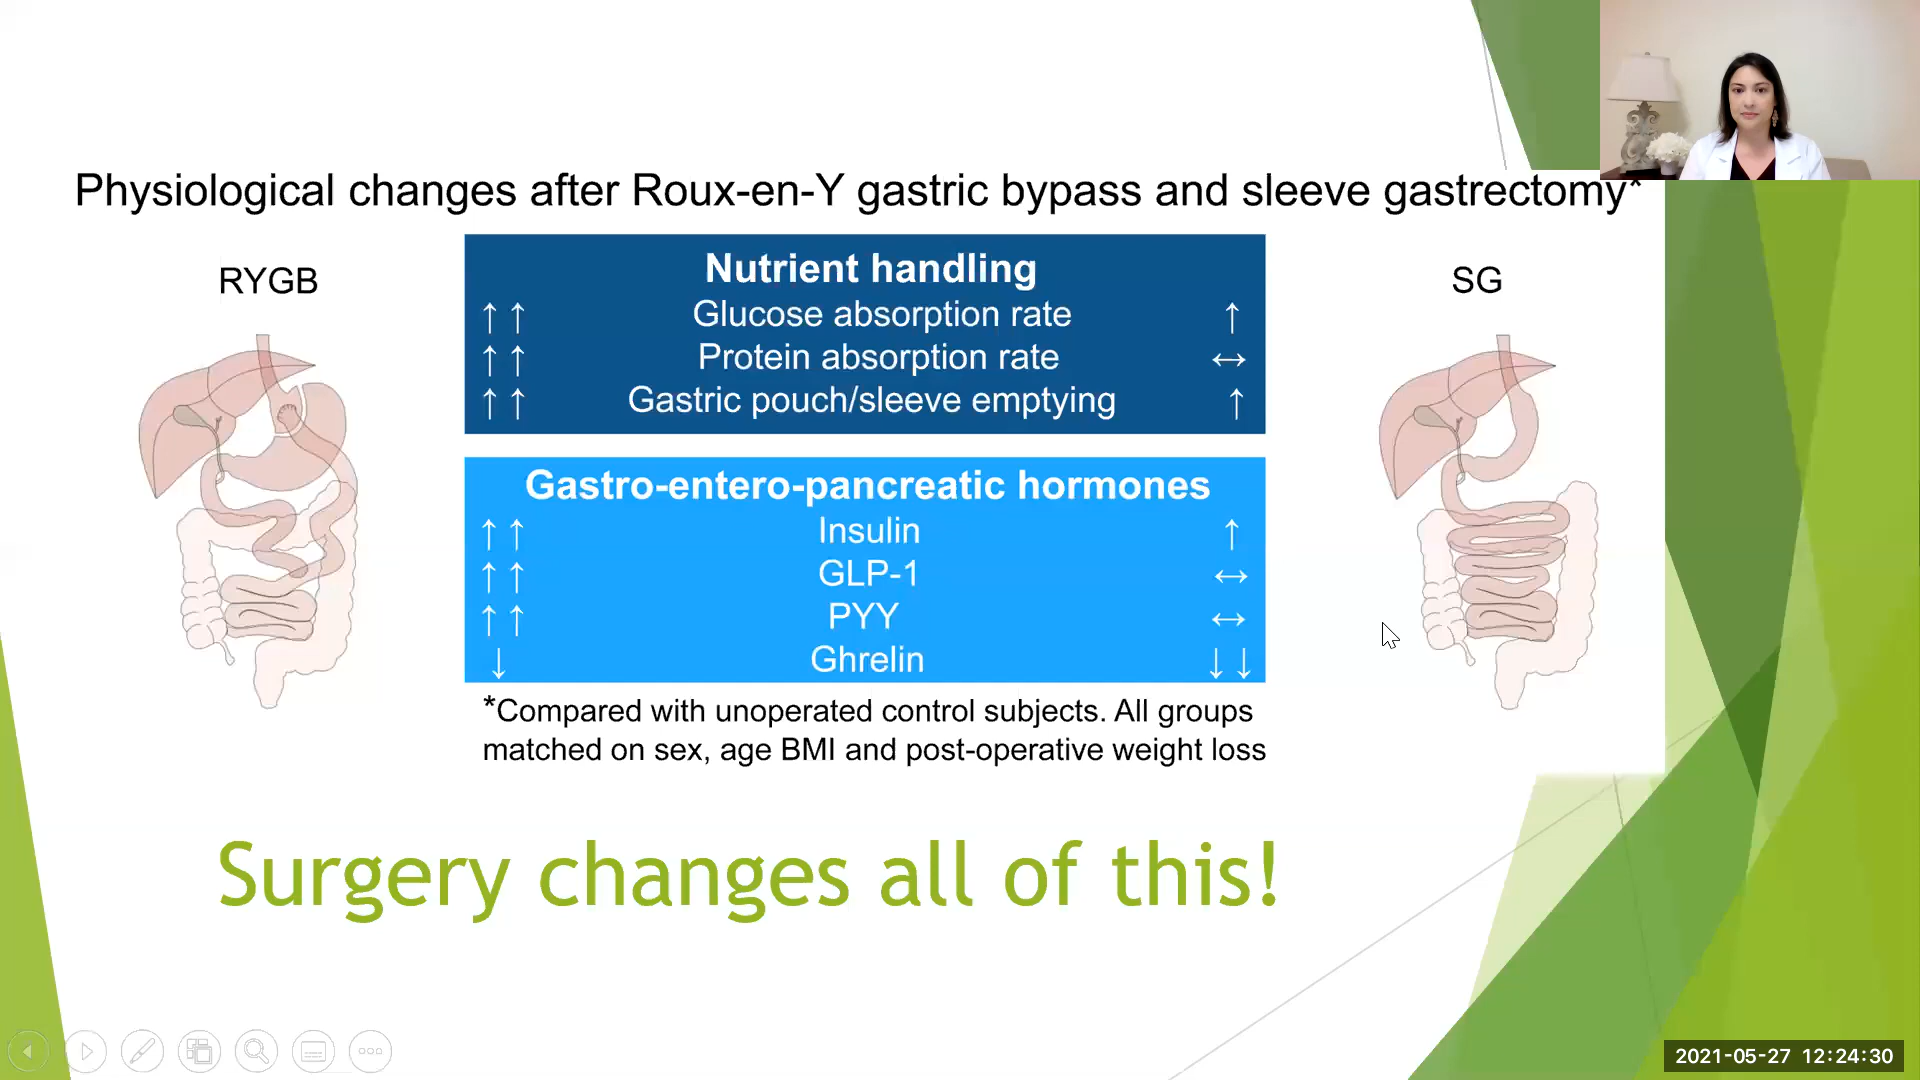 Physiological changes after Roux-en-Y gastric bypass and sleeve gastrectomy*
RYGB
SG
Nutrient handling
↑↑ Glucose absorption rate ↑
↑↑ Protein absorption rate ↔
↑↑ Gastric pouch/sleeve emptying ↑
Gastro-entero-pancreatic hormones
↑↑ Insulin ↑
↑↑ GLP-1 ↔
↑↑ PYY ↔
↓ Ghrelin ↓↓
*Compared with unoperated control subjects. All groups
matched on sex, age BMI and post-operative weight loss
Surgery changes all of this!
2021-05-27 12:24:30